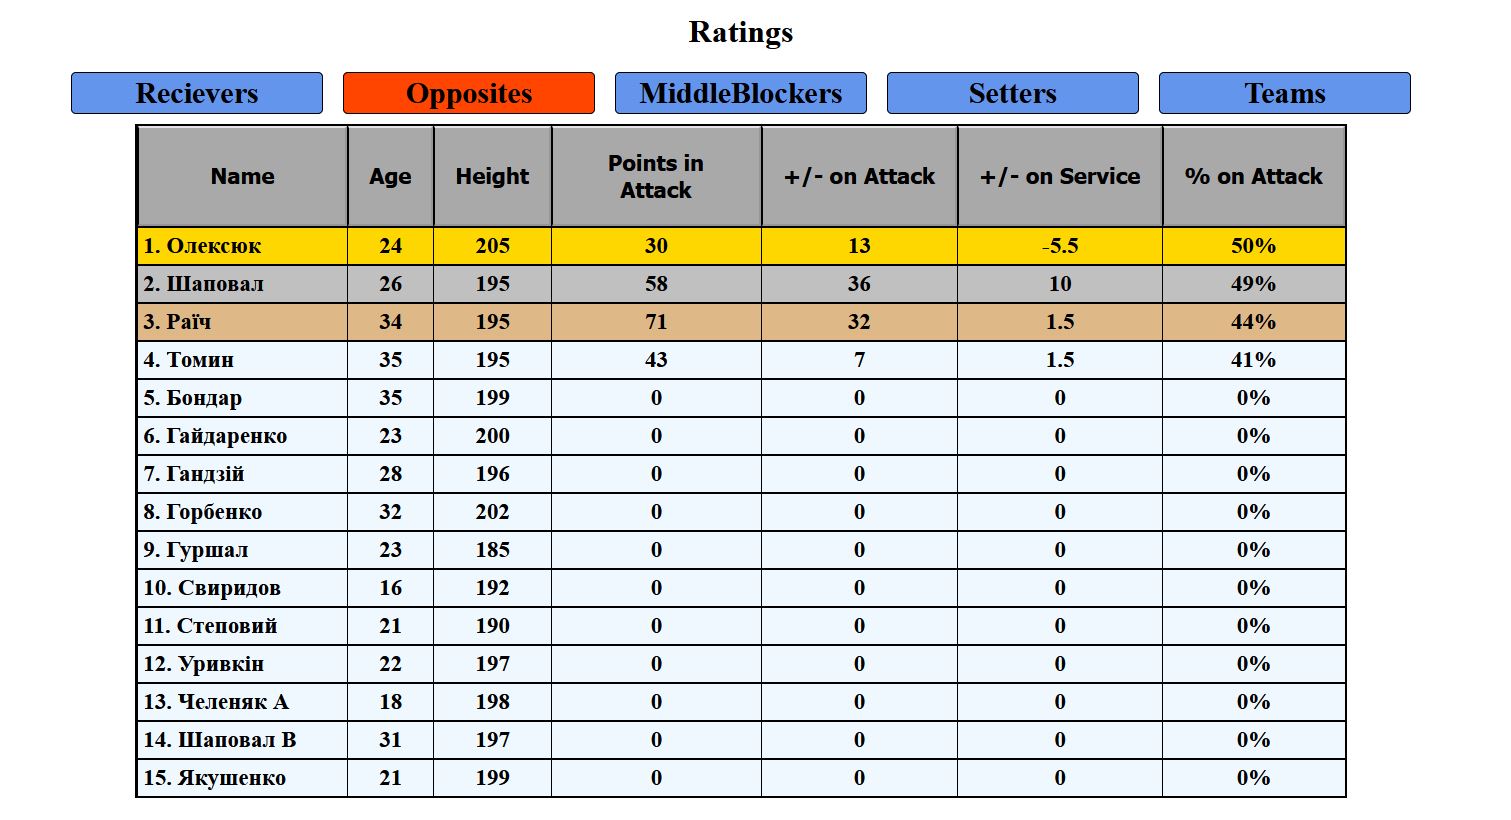 Ratings
Recievers Opposites MiddleBlockers Setters Teams
Name Age Height Points in Attack +/- on Attack +/- on Service % on Attack
1. Олексюк 24 205 30 13 -5.5 50%
2. Шаповал 26 195 58 36 10 49%
3. Раїч 34 195 71 32 1.5 44%
4. Томин 35 195 43 7 1.5 41%
5. Бондар 35 199 0 0 0 0%
6. Гайдаренко 23 200 0 0 0 0%
7. Гандзій 28 196 0 0 0 0%
8. Горбенко 32 202 0 0 0 0%
9. Гуршал 23 185 0 0 0 0%
10. Свиридов 16 192 0 0 0 0%
11. Степовий 21 190 0 0 0 0%
12. Уривкін 22 197 0 0 0 0%
13. Челеняк А 18 198 0 0 0 0%
14. Шаповал В 31 197 0 0 0 0%
15. Якушенко 21 199 0 0 0 0%